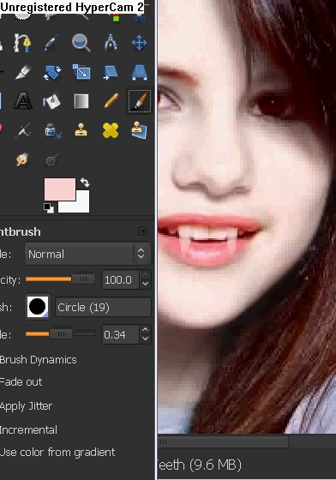 Unregistered HyperCam 2
ntbrush
de:
Normal
city:
100.0
sh:
Circle (19)
le:
0.34
Brush Dynamics
Fade out
Apply Jitter
Incremental
Use color from gradient
eeth (9.6 MB)